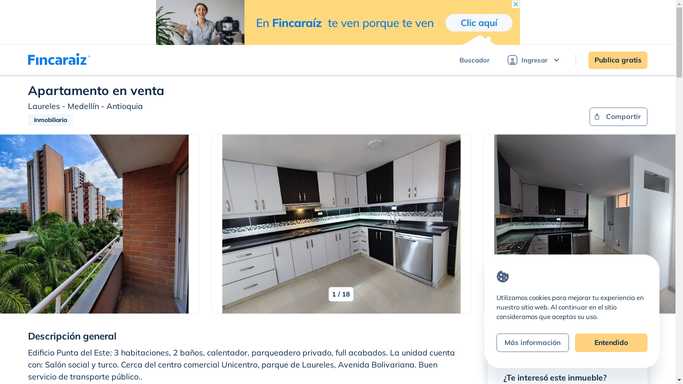 En Fincaraíz te ven porque te ven
Clic aquí
Fincaraiz
Buscador
Ingresar
Publica gratis
Apartamento en venta
Laureles - Medellín - Antioquia
Inmobiliaria
Compartir
1 / 18
Utilizamos cookies para mejorar tu experiencia en
nuestro sitio web. Al continuar en el sitio
consideramos que aceptas su uso.
Más información
Entendido
Descripción general
Edificio Punta del Este: 3 habitaciones, 2 baños, calentador, parqueadero privado, full acabados. La unidad cuenta
con: Salón social y turco. Cerca del centro comercial Unicentro, parque de Laureles, Avenida Bolivariana. Buen
servicio de transporte público..
¿Te interesó este inmueble?